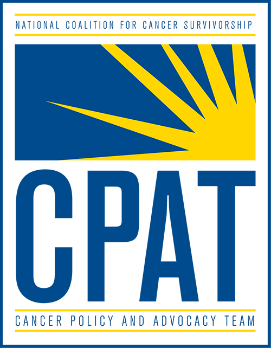 NATIONAL COALITION FOR CANCER SURVIVORSHIP
CPAT
CANCER POLICY AND ADVOCACY TEAM